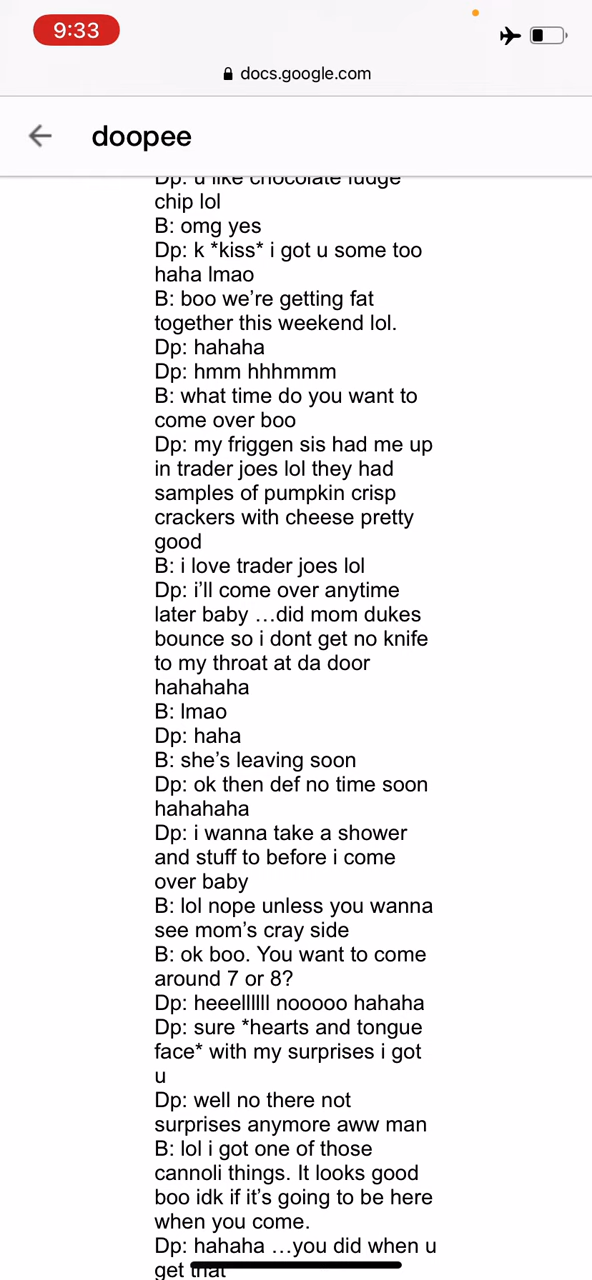 9:33
docs.google.com
doopee
Dp: u like chocolate fudge
chip lol
B: omg yes
Dp: k *kiss* i got u some too
haha lmao
B: boo we’re getting fat
together this weekend lol.
Dp: hahaha
Dp: hmm hhhmmm
B: what time do you want to
come over boo
Dp: my friggen sis had me up
in trader joes lol they had
samples of pumpkin crisp
crackers with cheese pretty
good
B: i love trader joes lol
Dp: i’ll come over anytime
later baby …did mom dukes
bounce so i dont get no knife
to my throat at da door
hahahaha
B: lmao
Dp: haha
B: she’s leaving soon
Dp: ok then def no time soon
hahahaha
Dp: i wanna take a shower
and stuff to before i come
over baby
B: lol nope unless you wanna
see mom’s cray side
B: ok boo. You want to come
around 7 or 8?
Dp: heeellllll nooooo hahaha
Dp: sure *hearts and tongue
face* with my surprises i got
u
Dp: well no there not
surprises anymore aww man
B: lol i got one of those
cannoli things. It looks good
boo idk if it’s going to be here
when you come.
Dp: hahaha …you did when u
get that